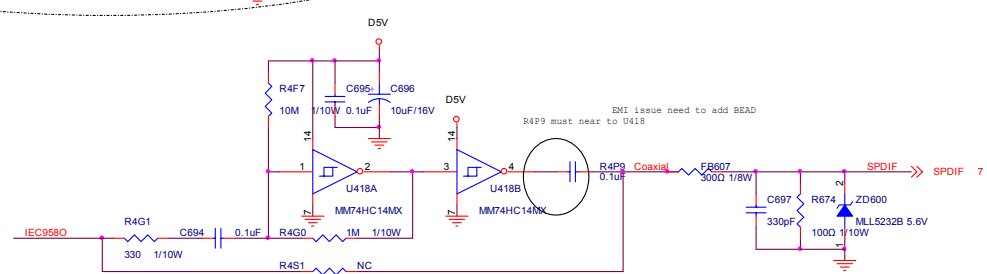 D5V
R4F7
10M 1/10W
C695
0.1uF
+
C696
10uF/16V
D5V
EMI issue need to add BEAD
R4P9 must near to U418
14
14
1
2
3
4
U418A
U418B
R4P9
0.1uF
Coaxial
FB607
300Ω 1/8W
SPDIF
SPDIF 7
7
MM74HC14MX
7
MM74HC14MX
C697
330pF
R674
100Ω 1/10W
2
ZD600
MLL5232B 5.6V
1
IEC958O
R4G1
330 1/10W
C694
0.1uF
R4G0
1M 1/10W
R4S1
NC